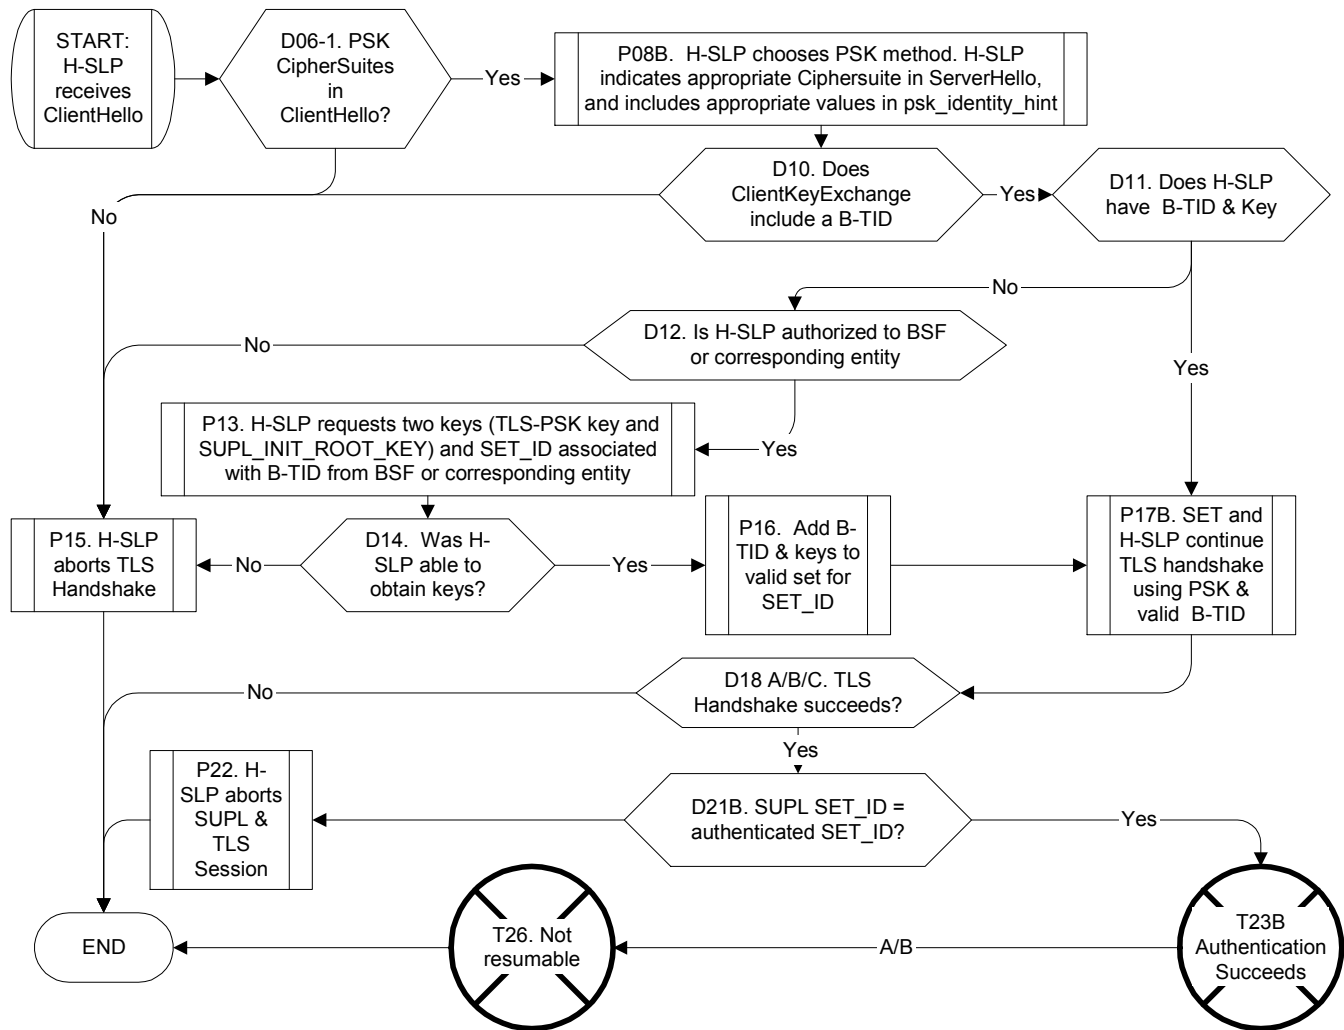 START:
H-SLP
receives
ClientHello
D06-1. PSK
CipherSuites
in
ClientHello?
Yes
P08B. H-SLP chooses PSK method. H-SLP
indicates appropriate Ciphersuite in ServerHello,
and includes appropriate values in psk_identity_hint
D10. Does
ClientKeyExchange
include a B-TID
Yes
D11. Does H-SLP
have B-TID & Key
No
No
D12. Is H-SLP authorized to BSF
or corresponding entity
No
Yes
P13. H-SLP requests two keys (TLS-PSK key and
SUPL_INIT_ROOT_KEY) and SET_ID associated
with B-TID from BSF or corresponding entity
Yes
P15. H-SLP
aborts TLS
Handshake
No
D14. Was H-
SLP able to
obtain keys?
Yes
P16. Add B-
TID & keys to
valid set for
SET_ID
P17B. SET and
H-SLP continue
TLS handshake
using PSK &
valid B-TID
No
D18 A/B/C. TLS
Handshake succeeds?
Yes
P22. H-
SLP aborts
SUPL &
TLS
Session
D21B. SUPL SET_ID =
authenticated SET_ID?
Yes
END
T26. Not
resumable
A/B
T23B
Authentication
Succeeds